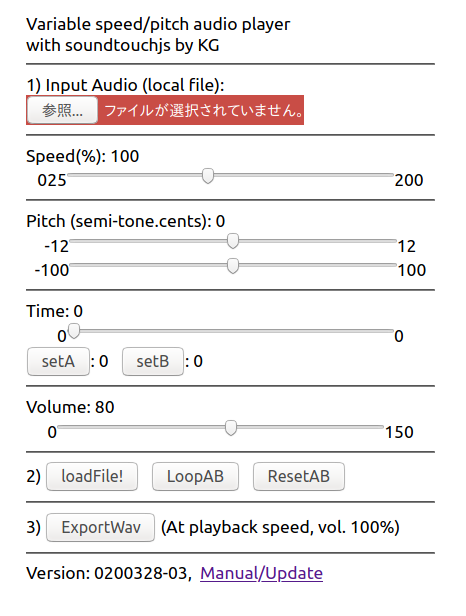 Variable speed/pitch audio player
with soundtouchjs by KG
1) Input Audio (local file):
参照... ファイルが選択されていません。
Speed(%): 100
025 200
Pitch (semi-tone.cents): 0
-12 12
-100 100
Time: 0
0 0
setA : 0 setB : 0
Volume: 80
0 150
2) loadFile! LoopAB ResetAB
3) ExportWav (At playback speed, vol. 100%)
Version: 0200328-03, Manual/Update